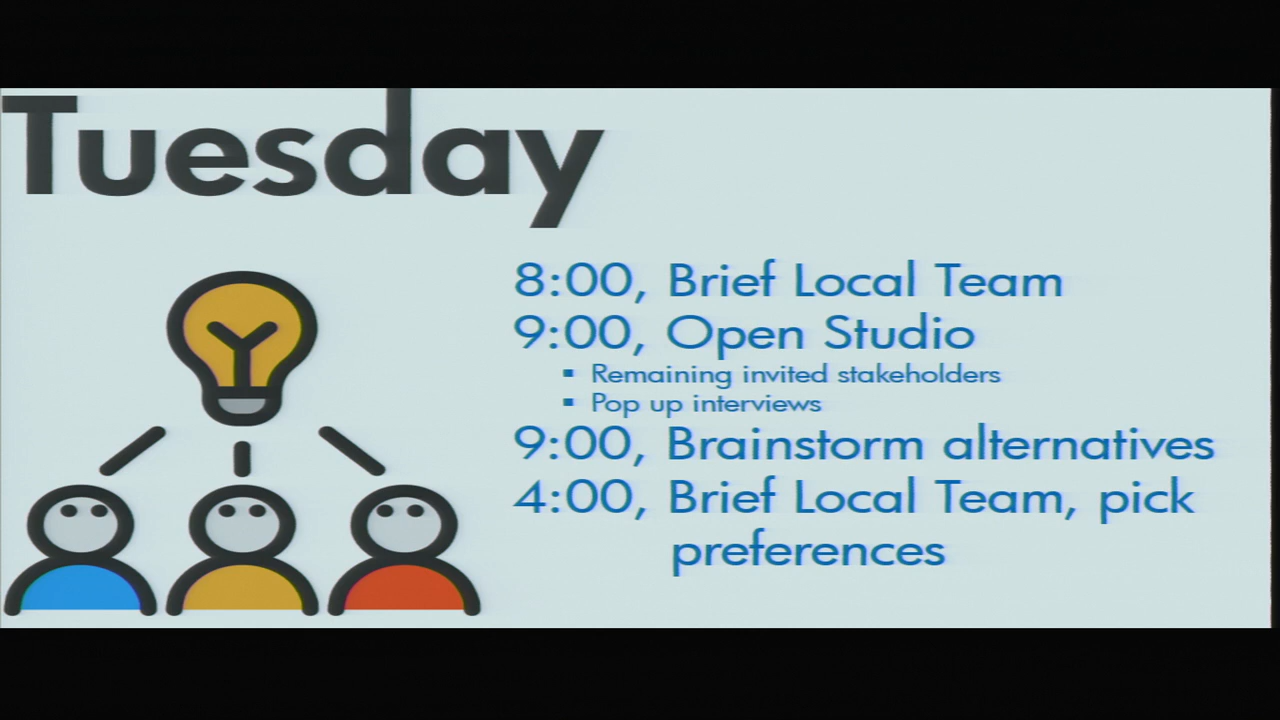 Tuesday
8:00, Brief Local Team
9:00, Open Studio
▪ Remaining invited stakeholders
▪ Pop up interviews
9:00, Brainstorm alternatives
4:00, Brief Local Team, pick
preferences